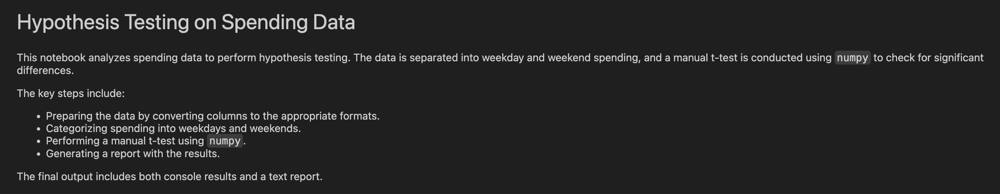 Hypothesis Testing on Spending Data
This notebook analyzes spending data to perform hypothesis testing. The data is separated into weekday and weekend spending, and a manual t-test is conducted using numpy to check for significant
differences.
The key steps include:
• Preparing the data by converting columns to the appropriate formats.
• Categorizing spending into weekdays and weekends.
• Performing a manual t-test using numpy.
• Generating a report with the results.
The final output includes both console results and a text report.